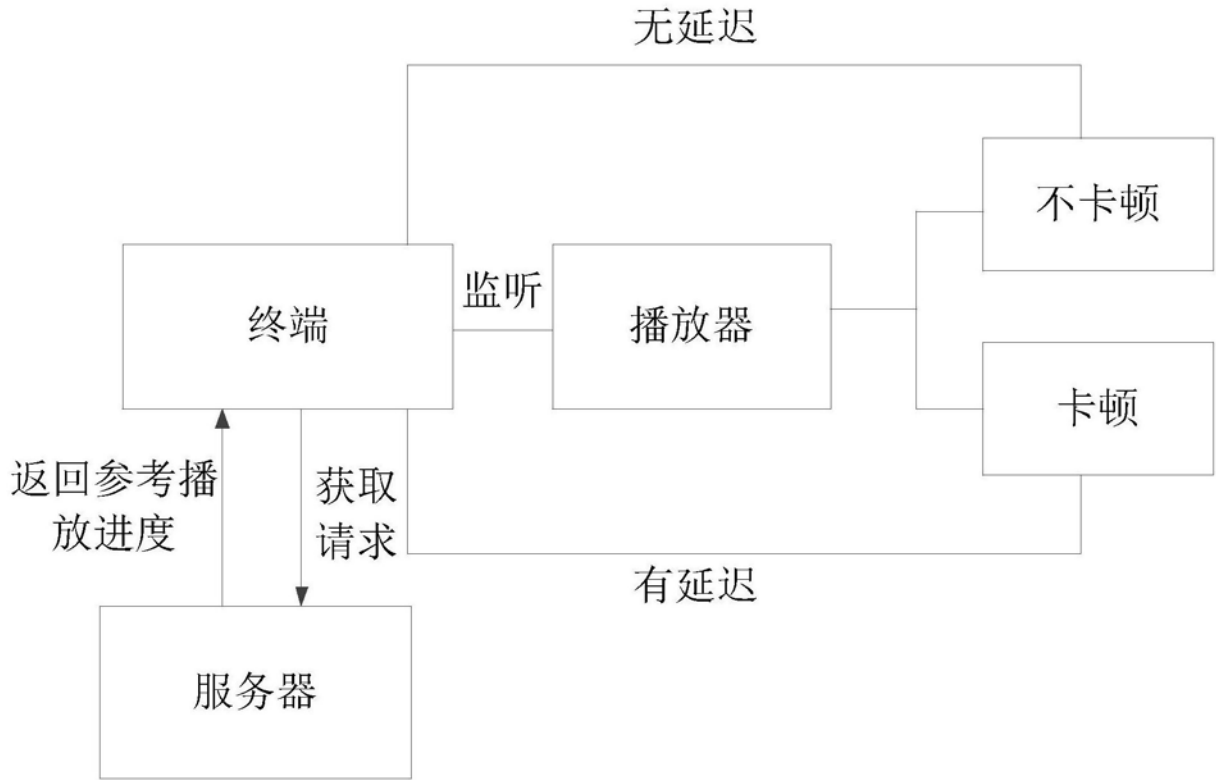 无延迟
不卡顿
监听
终端
播放器
卡顿
返回参考播
放进度
获取
请求
有延迟
服务器